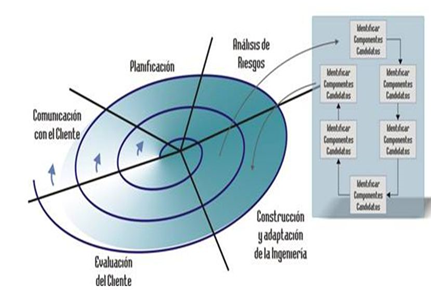 Planificación
Análisis de
Riesgos
Comunicación
con el Cliente
Construcción
y adaptación
de la Ingeniería
Evaluación
del Cliente
Identificar
Componentes
Candidatos
Identificar
Componentes
Candidatos
Identificar
Componentes
Candidatos
Identificar
Componentes
Candidatos
Identificar
Componentes
Candidatos
Identificar
Componentes
Candidatos